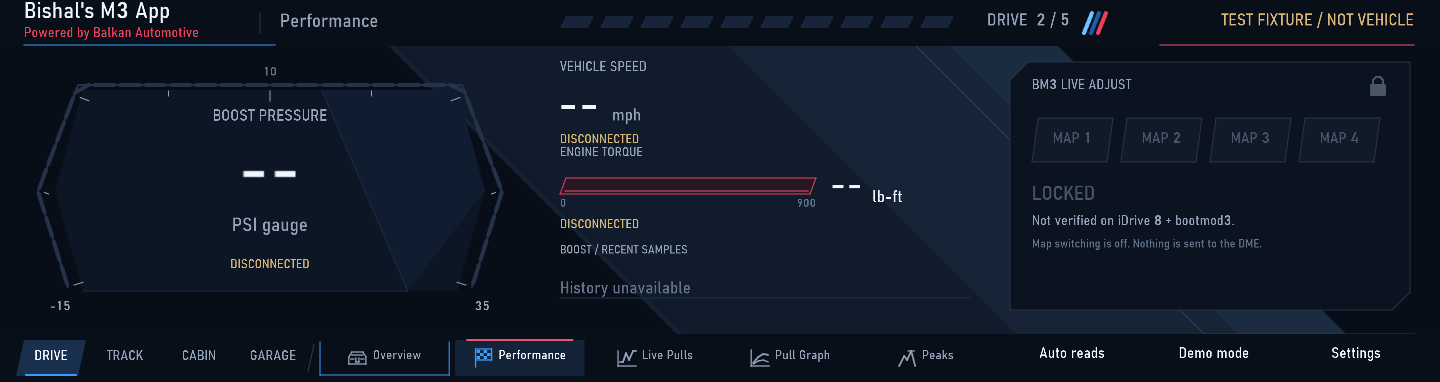 Bishal's M3 App
Powered by Balkan Automotive
Performance
DRIVE 2 / 5
TEST FIXTURE / NOT VEHICLE
10
BOOST PRESSURE
-- 
PSI gauge
DISCONNECTED
-15
35
VEHICLE SPEED
-- mph
DISCONNECTED
ENGINE TORQUE
-- lb-ft
0
900
DISCONNECTED
BOOST / RECENT SAMPLES
History unavailable
BM3 LIVE ADJUST
MAP 1
MAP 2
MAP 3
MAP 4
LOCKED
Not verified on iDrive 8 + bootmod3.
Map switching is off. Nothing is sent to the DME.
DRIVE
TRACK
CABIN
GARAGE
Overview
Performance
Live Pulls
Pull Graph
Peaks
Auto reads
Demo mode
Settings